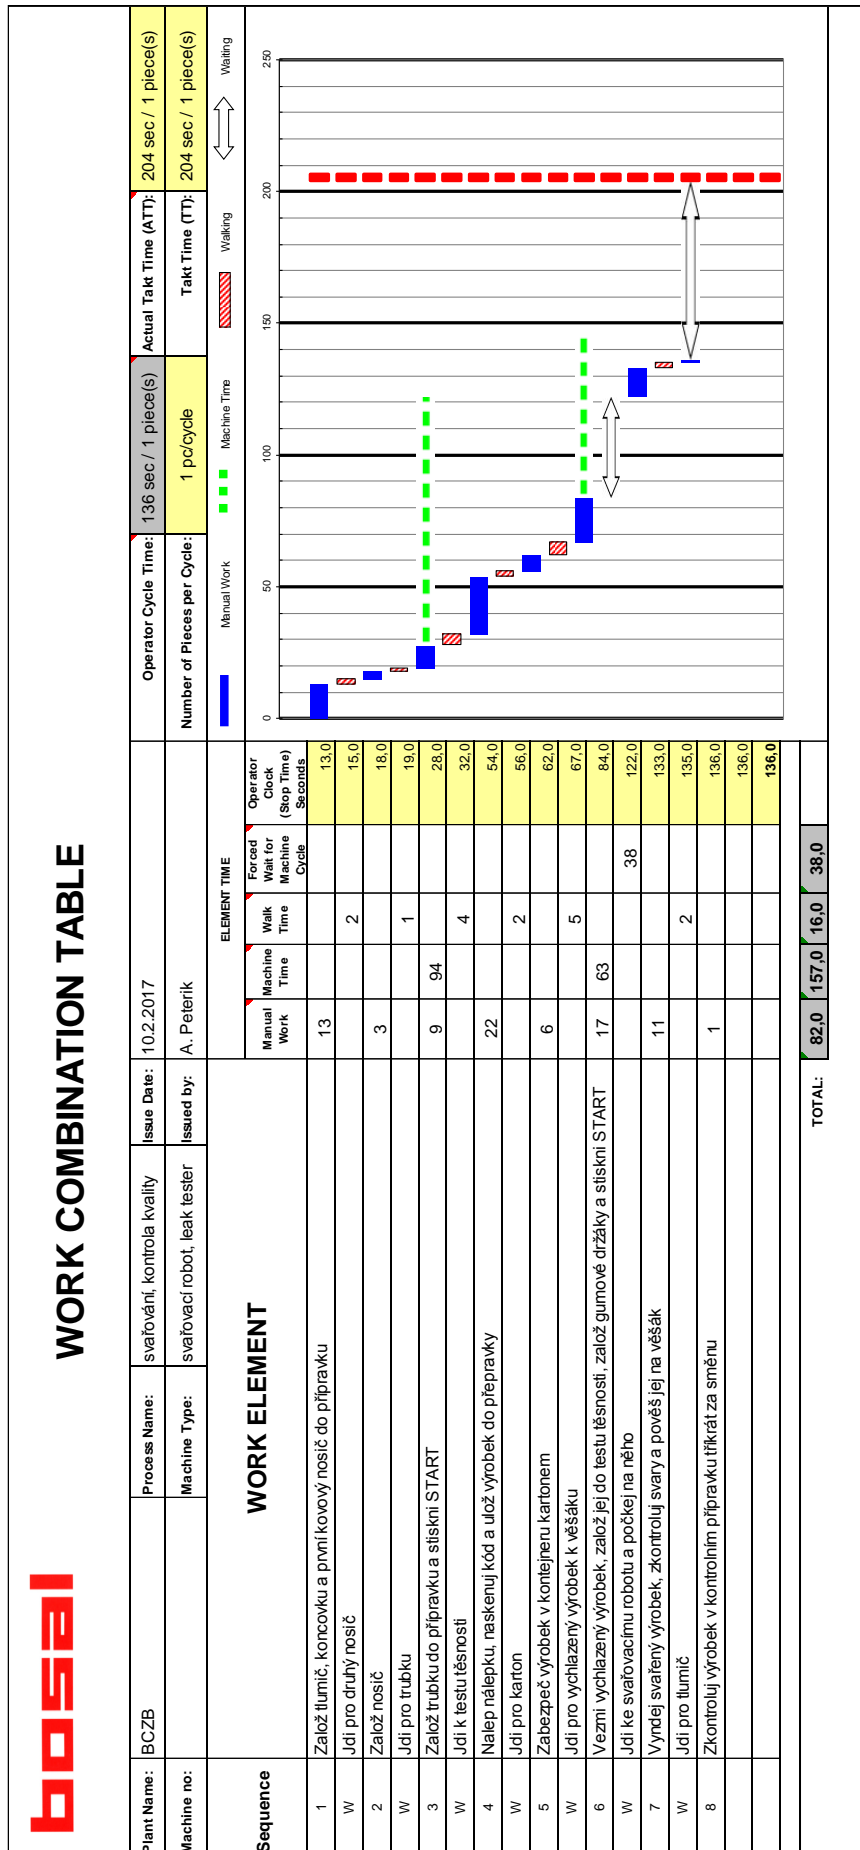 bosal
WORK COMBINATION TABLE
Plant Name: BCZB Process Name: svařování, kontrola kvality Issue Date: 10.2.2017 Operator Cycle Time: 136 sec / 1 piece(s) Actual Takt Time (ATT): 204 sec / 1 piece(s)
Machine no: Machine Type: svařovací robot, leak tester Issued by: A. Peterik Number of Pieces per Cycle: 1 pc/cycle Takt Time (TT): 204 sec / 1 piece(s)
Sequence WORK ELEMENT ELEMENT TIME
Manual Work Machine Time Walk Time Forced Wait for Machine Cycle Operator Clock (Stop Time) Seconds
Manual Work Machine Time Walking Waiting
0 50 100 150 200 250
1 Založ tlumič, koncovku a první kovový nosič do přípravku 13 13,0
W Jdi pro druhý nosič 2 15,0
2 Založ nosič 3 18,0
W Jdi pro trubku 1 19,0
3 Založ trubku do přípravku a stiskni START 9 94 28,0
W Jdi k testu těsnosti 4 32,0
4 Nalep nálepku, naskenuj kód a ulož výrobek do přepravky 22 54,0
W Jdi pro karton 2 56,0
5 Zabezpeč výrobek v kontejneru kartonem 6 62,0
W Jdi pro vychlazený výrobek k věšáku 5 67,0
6 Vezmi vychlazený výrobek, založ jej do testu těsnosti, založ gumové držáky a stiskni START 17 63 84,0
W Jdi ke svařovacímu robotu a počkej na něho 38 122,0
7 Vyndej svařený výrobek, zkontroluj svary a pověš jej na věšák 11 133,0
W Jdi pro tlumič 2 135,0
8 Zkontroluj výrobek v kontrolním přípravku třikrát za směnu 1 136,0
136,0
136,0
TOTAL: 82,0 157,0 16,0 38,0